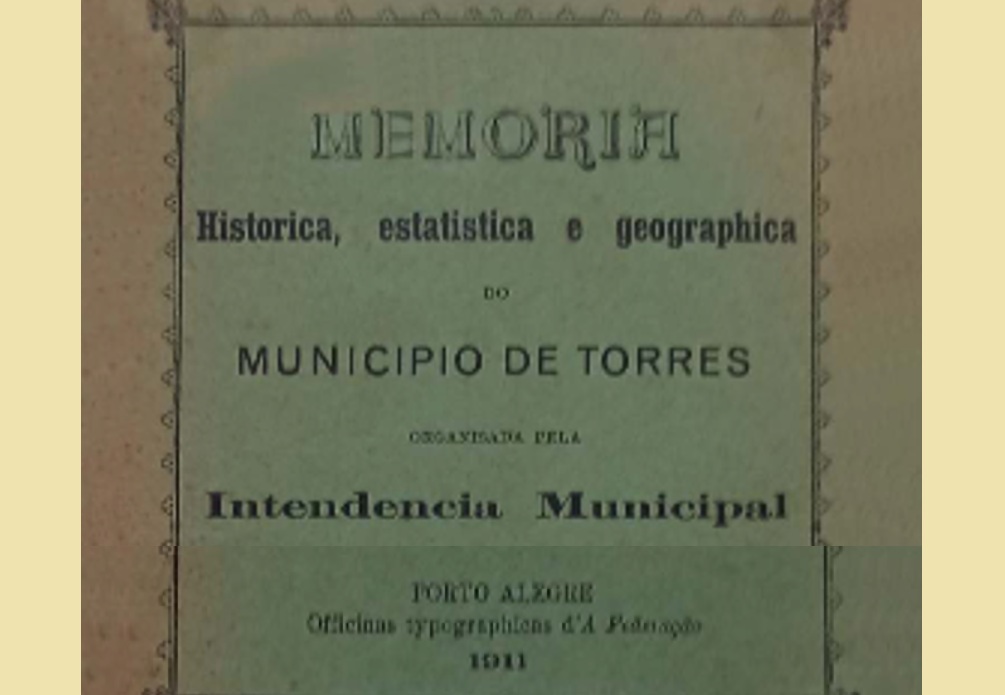 MEMORIA
Historica, estatistica e geographica
DO
MUNICIPIO DE TORRES
ORGANISADA PELA
Intendencia Municipal
PORTO ALEGRE
Officinas typographicas d'A Federação
1911